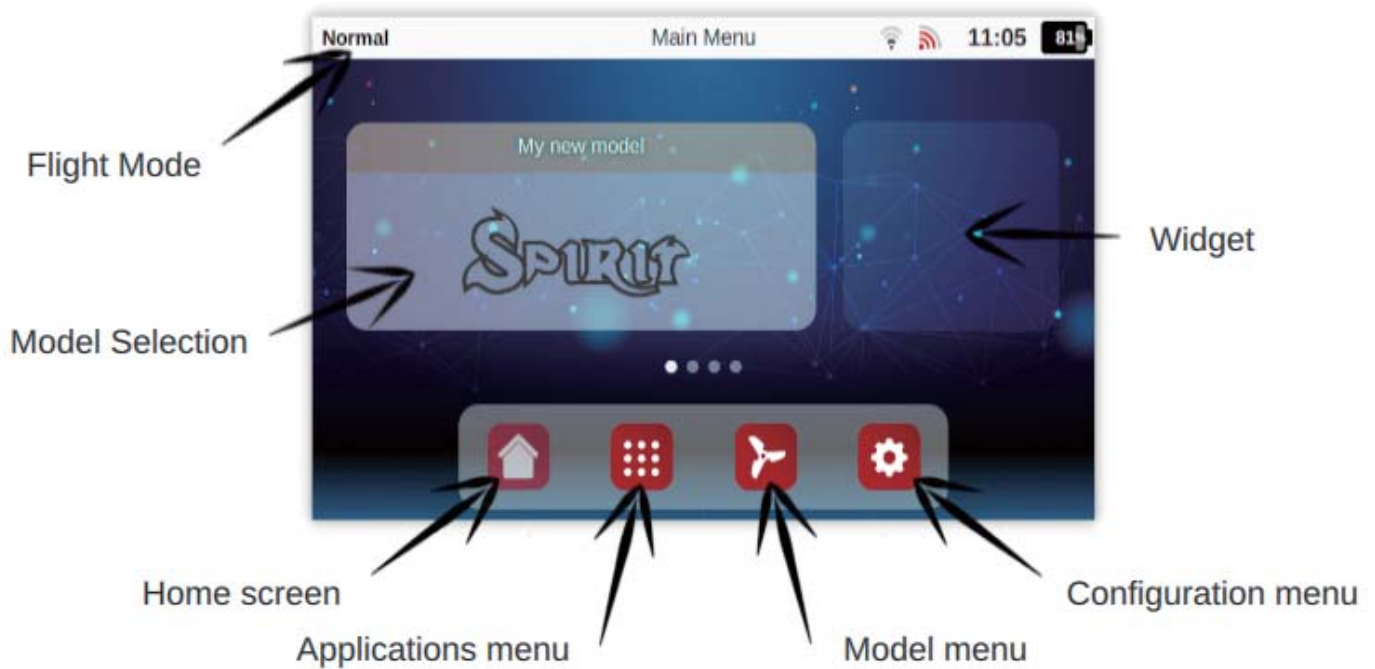 Normal Main Menu 11:05 81%
Flight Mode
My new model
Spirit
Widget
Model Selection
Home screen
Configuration menu
Applications menu
Model menu